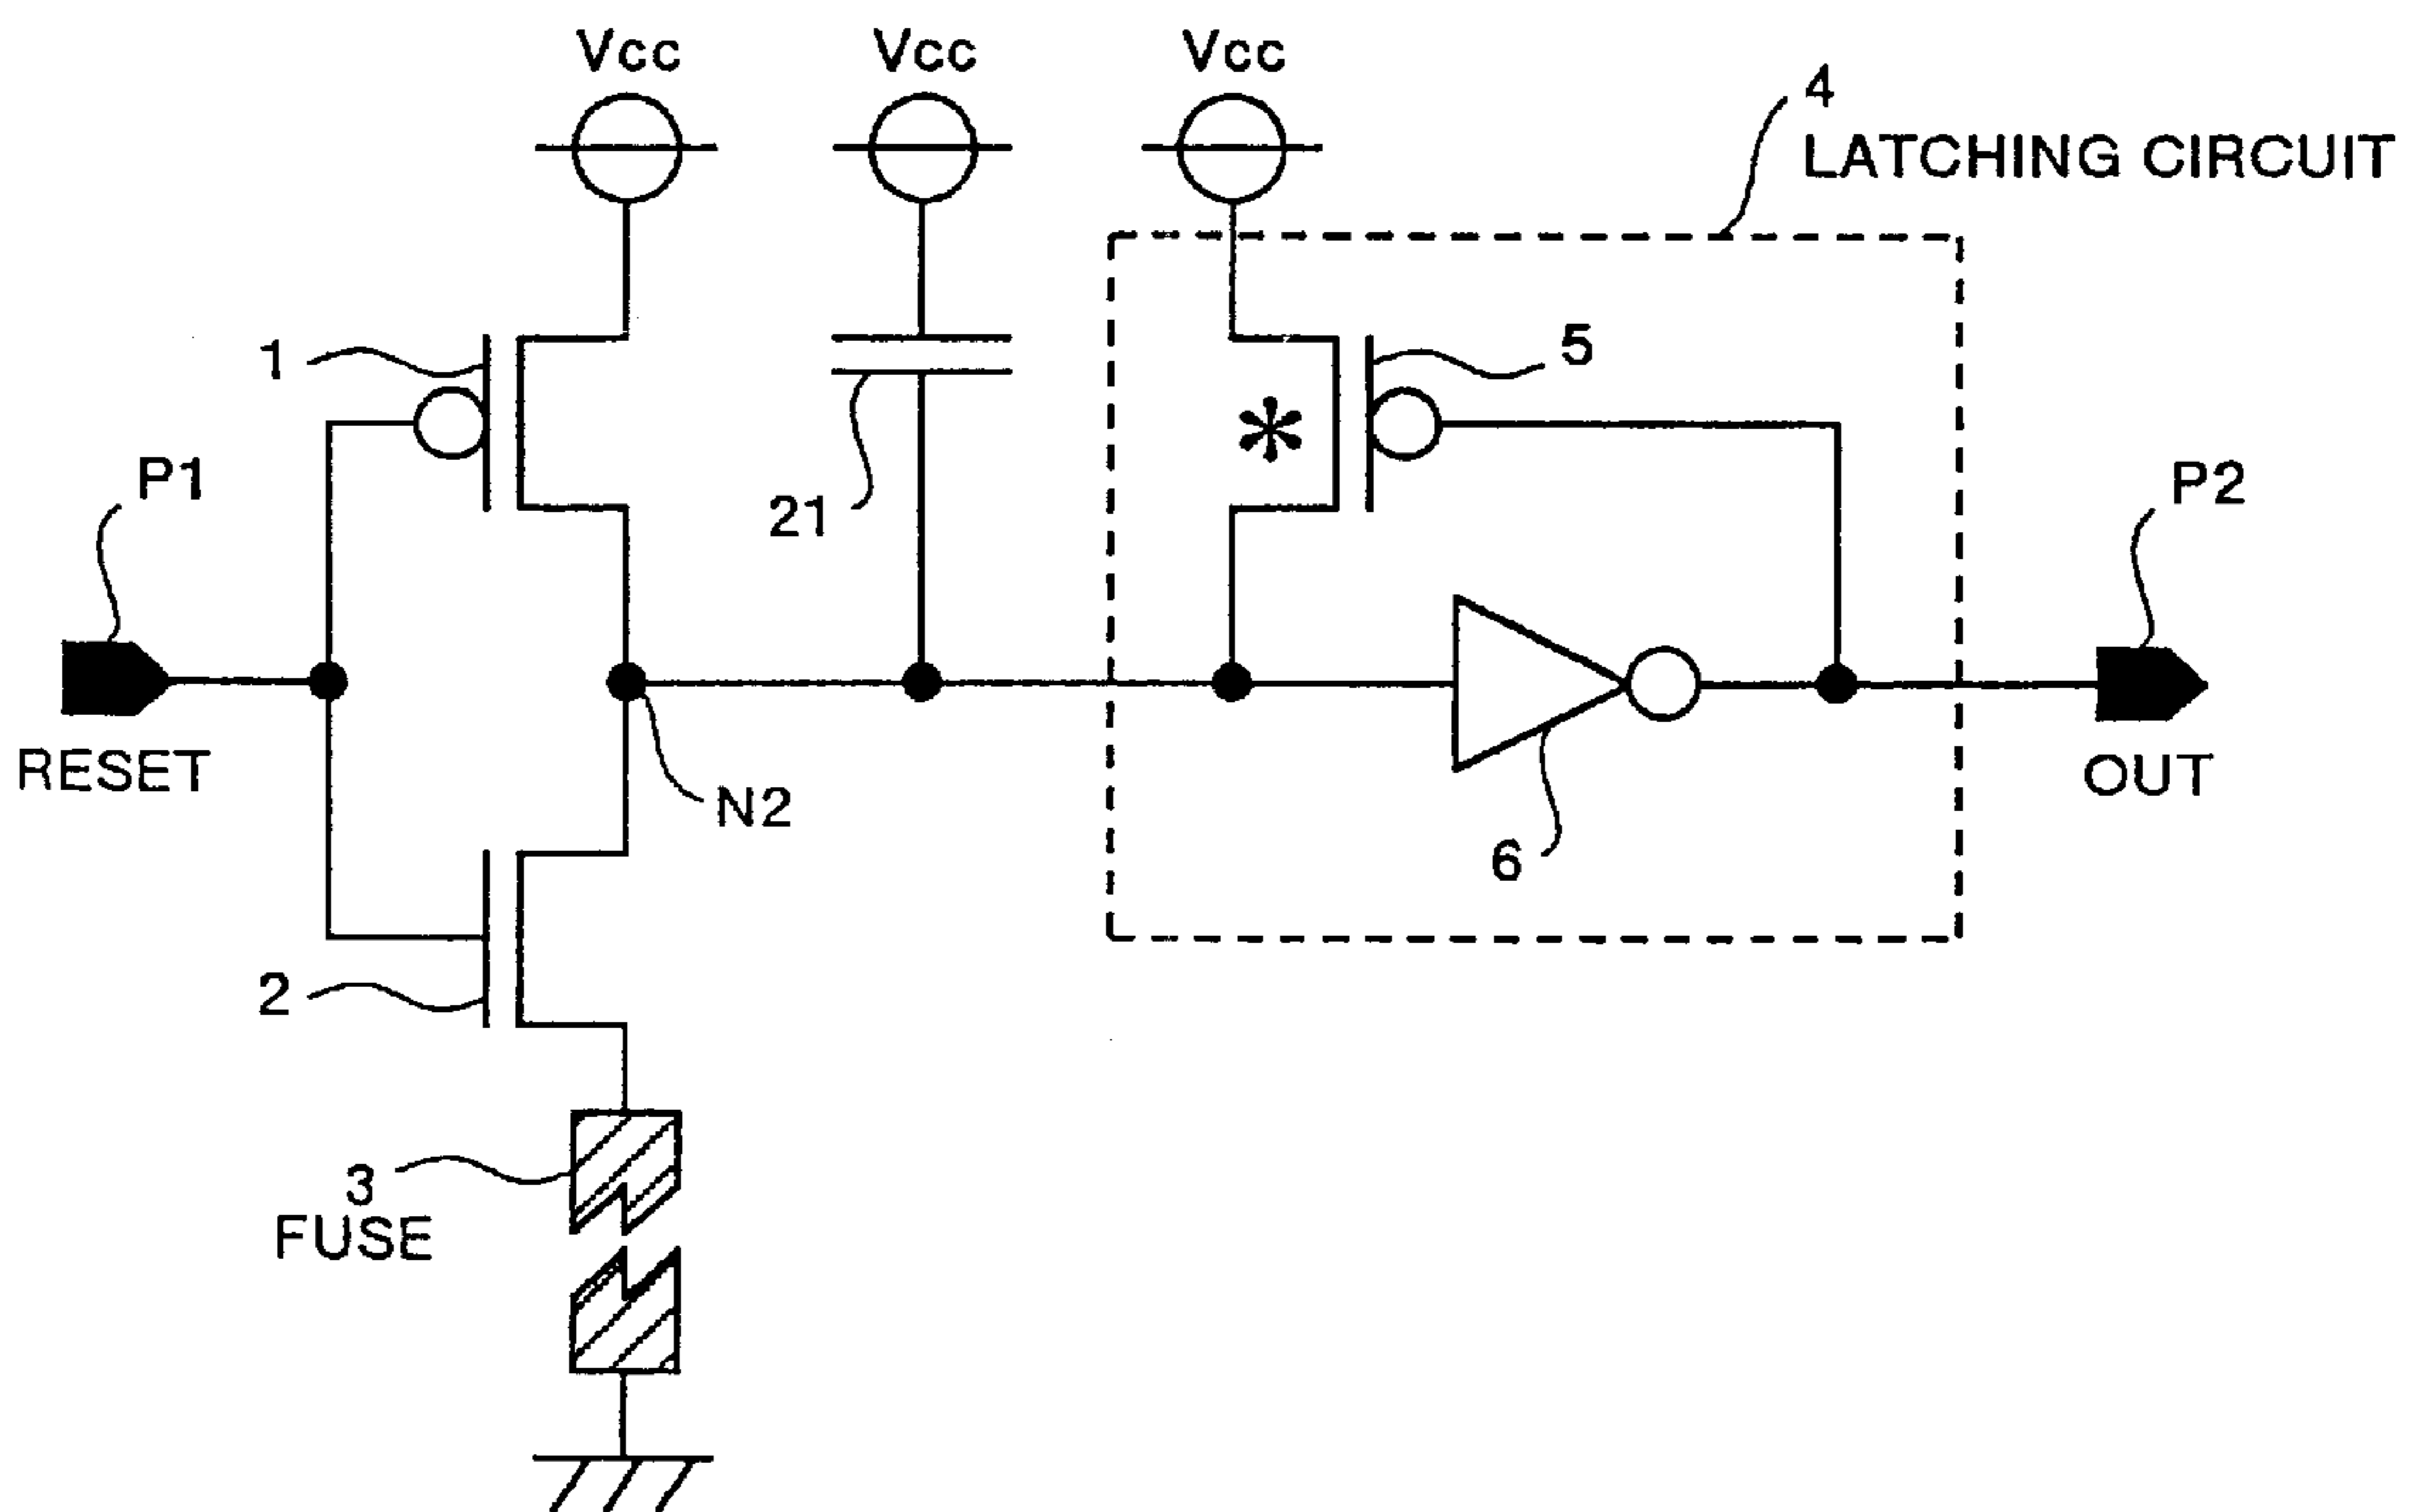 Vcc
Vcc
Vcc
4
LATCHING CIRCUIT
1
5
*
P1
21
P2
RESET
N2
OUT
6
2
3
FUSE